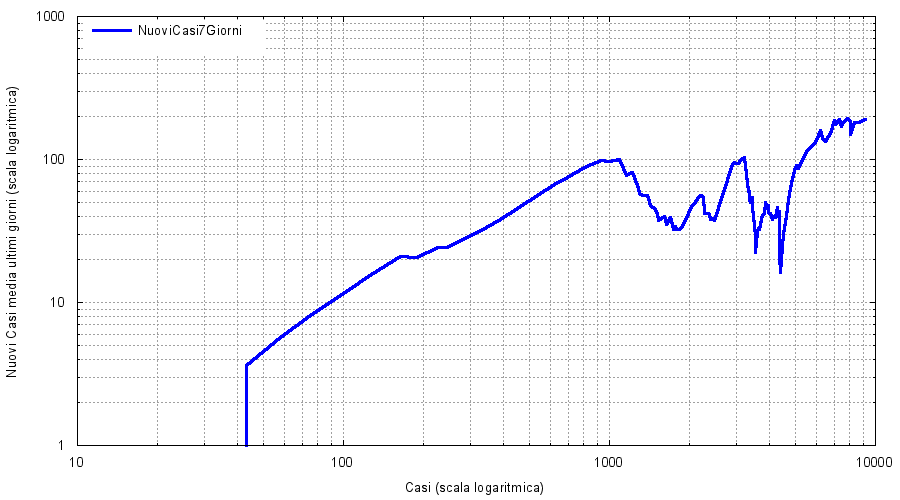 1000
NuoviCasi7Giorni
100
10
1
10 100 1000 10000
Nuovi Casi media ultimi giorni (scala logaritmica)
Casi (scala logaritmica)